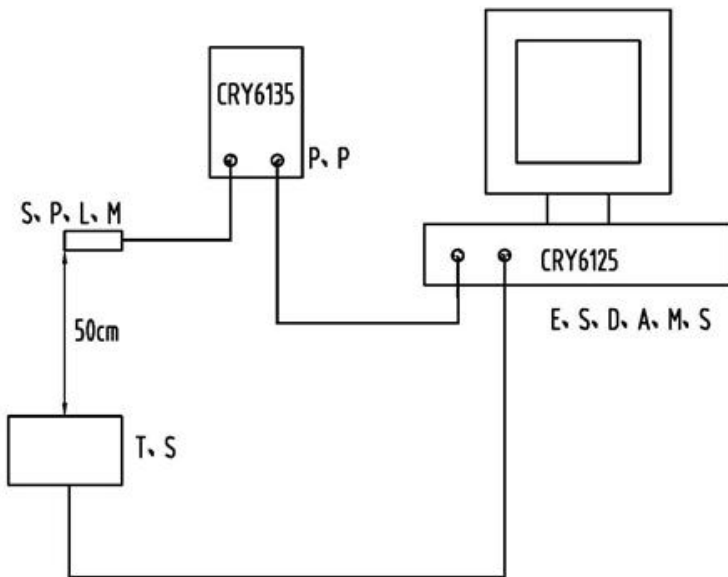 CRY6135
P、P
S、P、L、M
CRY6125
E、S、D、A、M、S
50cm
T、S